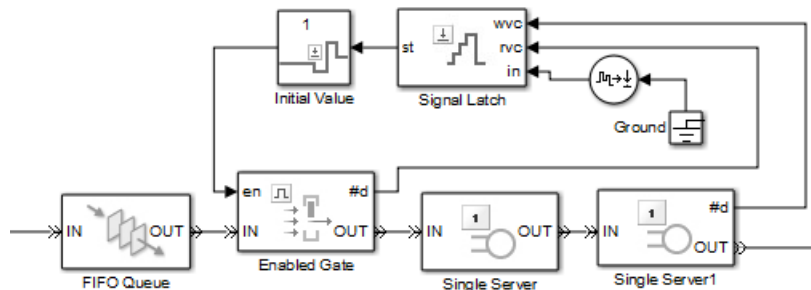 1
Initial Value
st
wvc
rvc
in
Signal Latch
Ground
IN
OUT
FIFO Queue
en
#d
IN
OUT
Enabled Gate
1
IN
OUT
Single Server
1
#d
IN
OUT
Single Server1